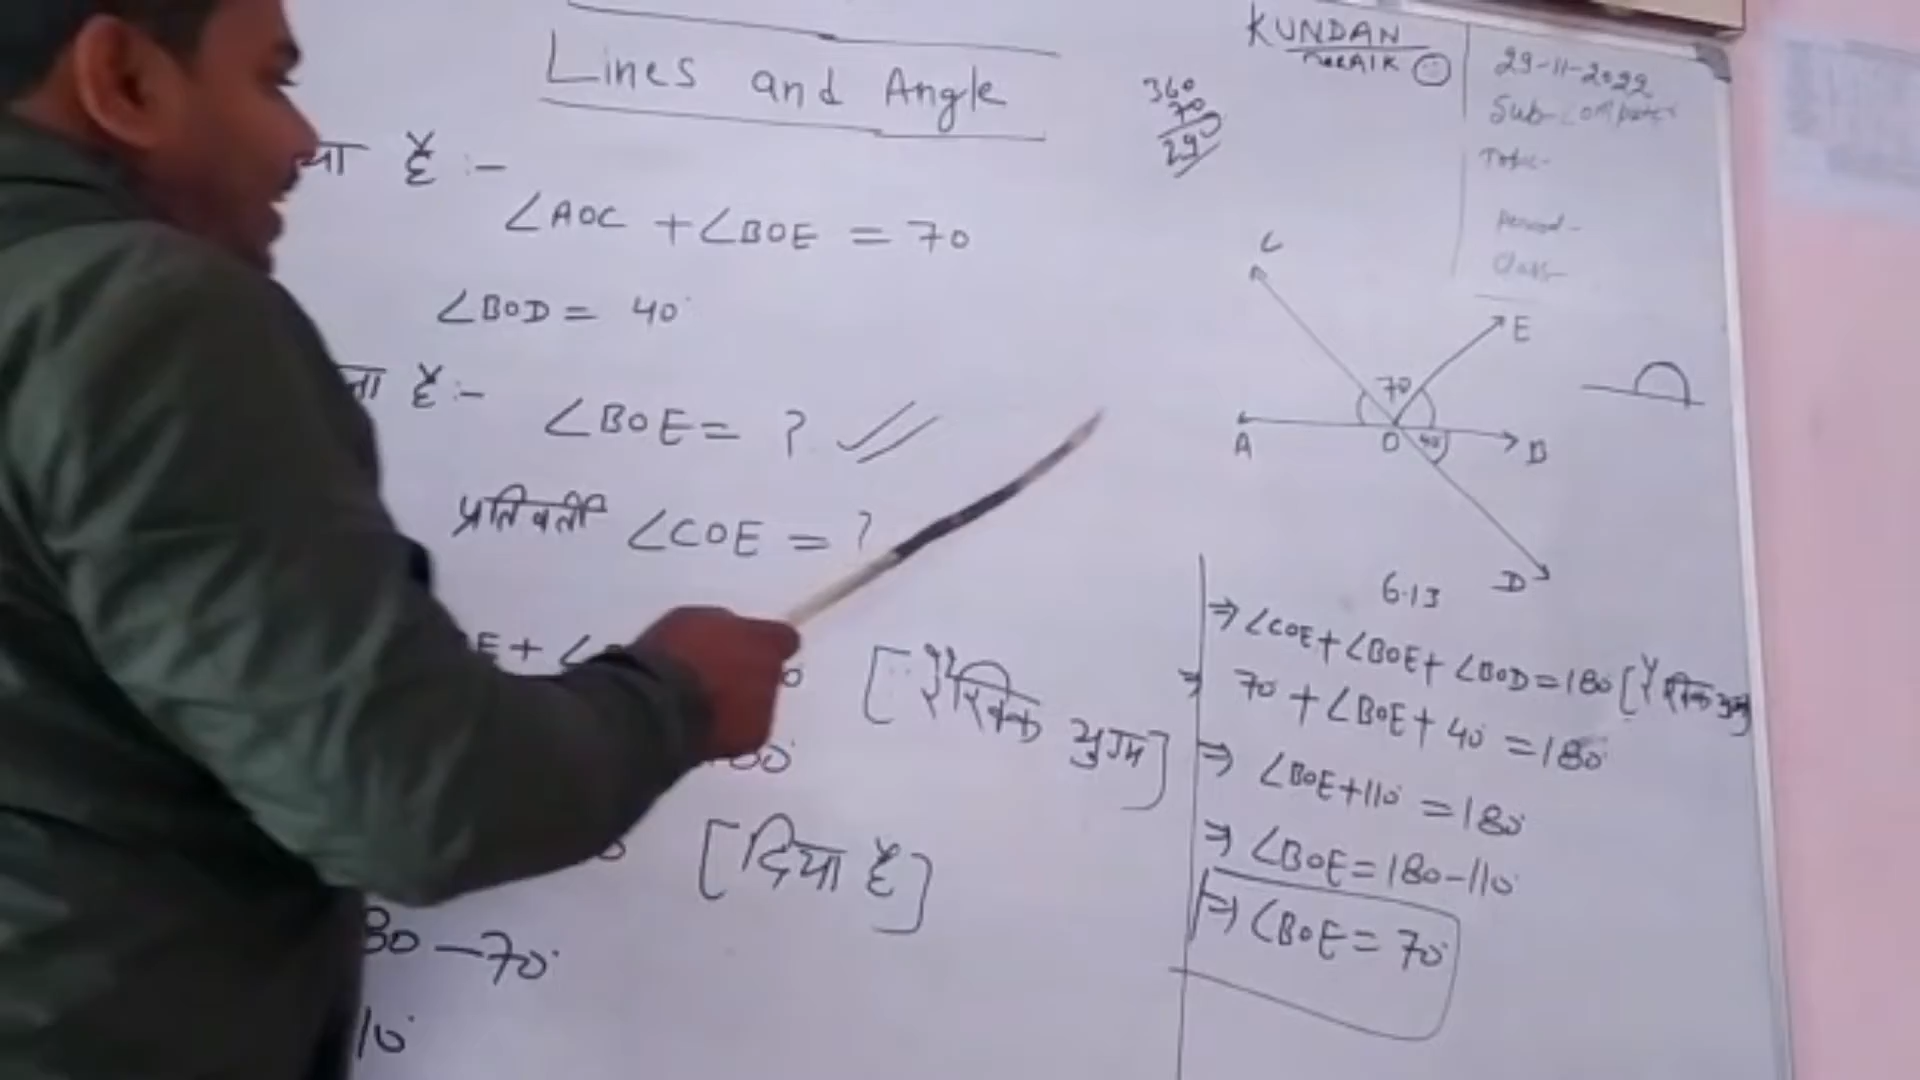 Lines and Angle
है :-
∠AOC + ∠BOE = 70
∠BOD = 40°
है :-
∠BOE = ?
प्रतिवर्ती ∠COE = ?
E + ∠
[∵ रैखिक युग्म]
[दिया है]
80 - 70°
10°
KUNDAN
360
70
290
29-11-2022
Sub-Computer
Topic-
Period-
Class-
C
E
70°
A
O
40°
B
D
6.13
⇒ ∠COE + ∠BOE + ∠BOD = 180 [रैखिक युग्म
⇒ 70° + ∠BOE + 40° = 180°
⇒ ∠BOE + 110° = 180°
⇒ ∠BOE = 180 - 110°
⇒ ∠BOE = 70°